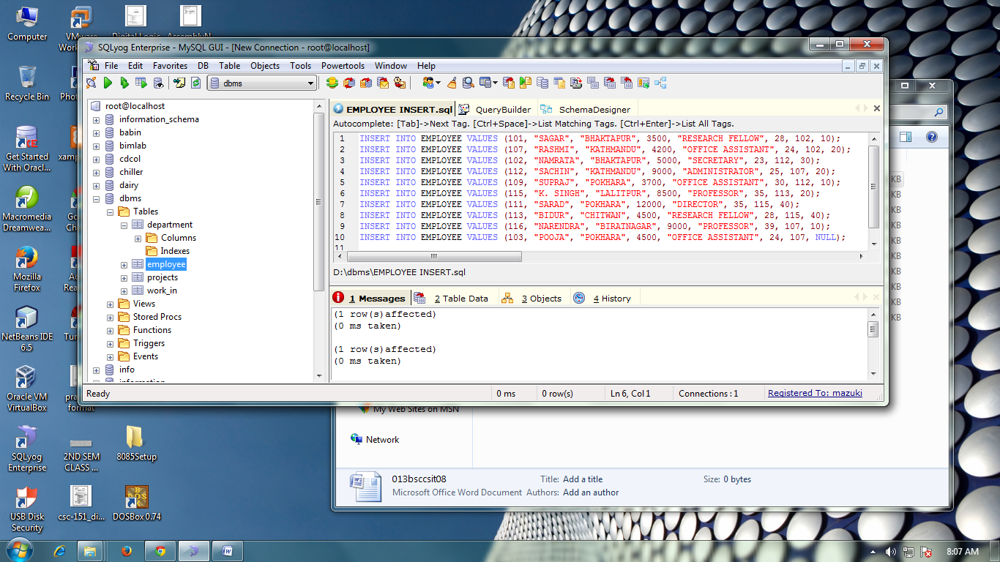 Computer
VMware
Work...
Digital Logic
AssemblyN
Recycle Bin
Get Started
With Oracl...
Macromedia
Dreamwea...
Mozilla
Firefox
NetBeans IDE
6.5
Oracle VM
VirtualBox
format
SQLyog
Enterprise
2ND SEM
CLASS ...
8085Setup
USB Disk
Security
csc-151_di...
DOSBox 0.74
SQLyog Enterprise - MySQL GUI - [New Connection - root@localhost]
File Edit Favorites DB Table Objects Tools Powertools Window Help
dbms
root@localhost
information_schema
babin
bimlab
cdcol
chiller
dairy
dbms
Tables
department
Columns
Indexes
employee
projects
work_in
Views
Stored Procs
Functions
Triggers
Events
info
information
EMPLOYEE INSERT.sql QueryBuilder SchemaDesigner
Autocomplete: [Tab]->Next Tag. [Ctrl+Space]->List Matching Tags. [Ctrl+Enter]->List All Tags.
1 INSERT INTO EMPLOYEE VALUES (101, "SAGAR", "BHAKTAPUR", 3500, "RESEARCH FELLOW", 28, 102, 10);
2 INSERT INTO EMPLOYEE VALUES (107, "RASHMI", "KATHMANDU", 4200, "OFFICE ASSISTANT", 24, 102, 20);
3 INSERT INTO EMPLOYEE VALUES (102, "NAMRATA", "BHAKTAPUR", 5000, "SECRETARY", 23, 112, 30);
4 INSERT INTO EMPLOYEE VALUES (112, "SACHIN", "KATHMANDU", 9000, "ADMINISTRATOR", 25, 107, 20);
5 INSERT INTO EMPLOYEE VALUES (109, "SUPRAJ", "POKHARA", 3700, "OFFICE ASSISTANT", 30, 112, 10);
6 INSERT INTO EMPLOYEE VALUES (115, "K. SINGH", "LALITPUR", 8500, "PROFESSOR", 35, 113, 20);
7 INSERT INTO EMPLOYEE VALUES (111, "SARAD", "POKHARA", 12000, "DIRECTOR", 35, 115, 40);
8 INSERT INTO EMPLOYEE VALUES (113, "BIDUR", "CHITWAN", 4500, "RESEARCH FELLOW", 28, 115, 40);
9 INSERT INTO EMPLOYEE VALUES (116, "NARENDRA", "BIRATNAGAR", 9000, "PROFESSOR", 39, 107, 10);
10 INSERT INTO EMPLOYEE VALUES (103, "POOJA", "POKHARA", 4500, "OFFICE ASSISTANT", 24, 107, NULL);
11
D:\dbms\EMPLOYEE INSERT.sql
1 Messages 2 Table Data 3 Objects 4 History
(1 row(s)affected)
(0 ms taken)
(1 row(s)affected)
(0 ms taken)
Ready 0 ms 0 row(s) Ln 6, Col 1 Connections : 1 Registered To: mazuki
KB
KB
KB
KB
KB
KB
KB
KB
KB
KB
My Web Sites on MSN
Network
013bsccsit08 Title: Add a title Size: 0 bytes
Microsoft Office Word Document Authors: Add an author
8:07 AM